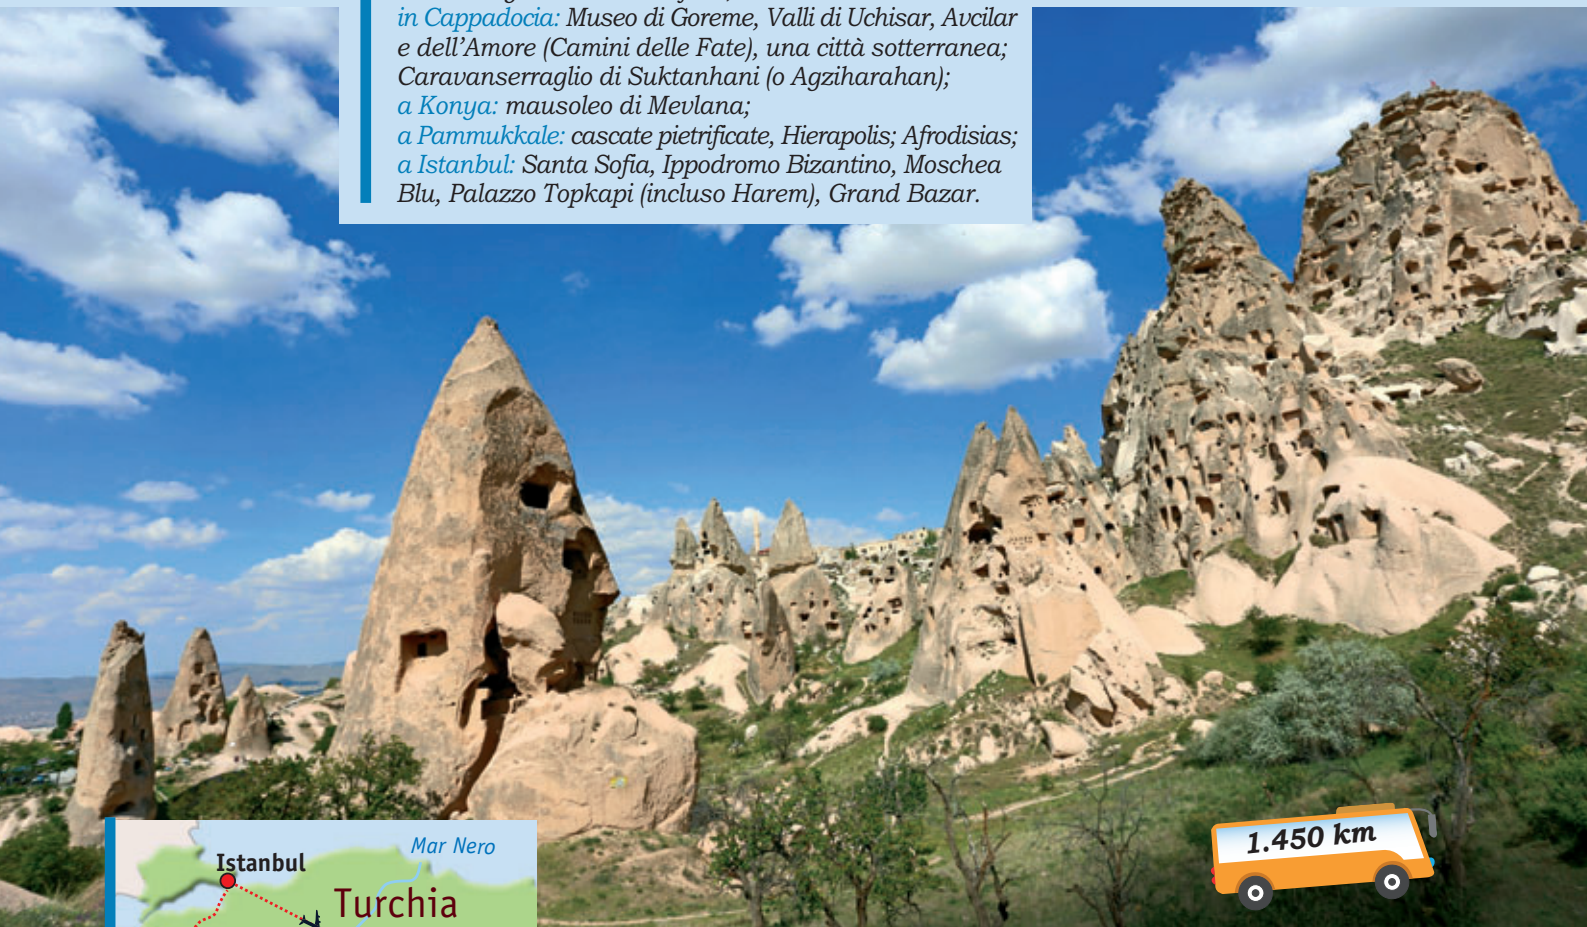 in Cappadocia: Museo di Goreme, Valli di Uchisar, Avcilar
e dell'Amore (Camini delle Fate), una città sotterranea;
Caravanserraglio di Suktanhani (o Agziharahan);
a Konya: mausoleo di Mevlana;
a Pammukkale: cascate pietrificate, Hierapolis; Afrodisias;
a Istanbul: Santa Sofia, Ippodromo Bizantino, Moschea
Blu, Palazzo Topkapi (incluso Harem), Grand Bazar.
1.450 km
Mar Nero
Istanbul
Turchia